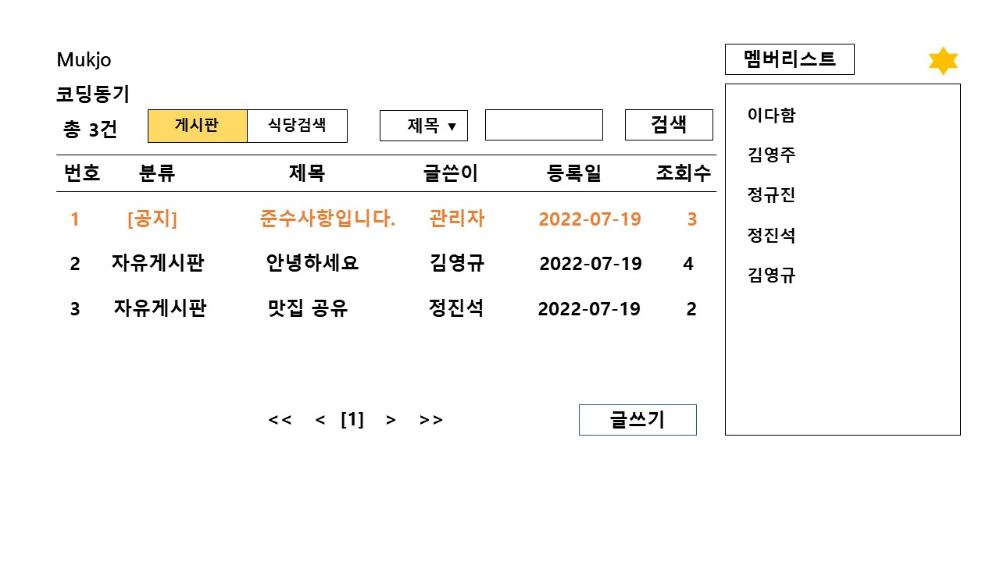 Mukjo
코딩동기
총 3건
게시판 식당검색 제목 ▼ 검색
번호 분류 제목 글쓴이 등록일 조회수
1 [공지] 준수사항입니다. 관리자 2022-07-19 3
2 자유게시판 안녕하세요 김영규 2022-07-19 4
3 자유게시판 맛집 공유 정진석 2022-07-19 2
<< < [1] > >>
글쓰기
멤버리스트
이다함
김영주
정규진
정진석
김영규